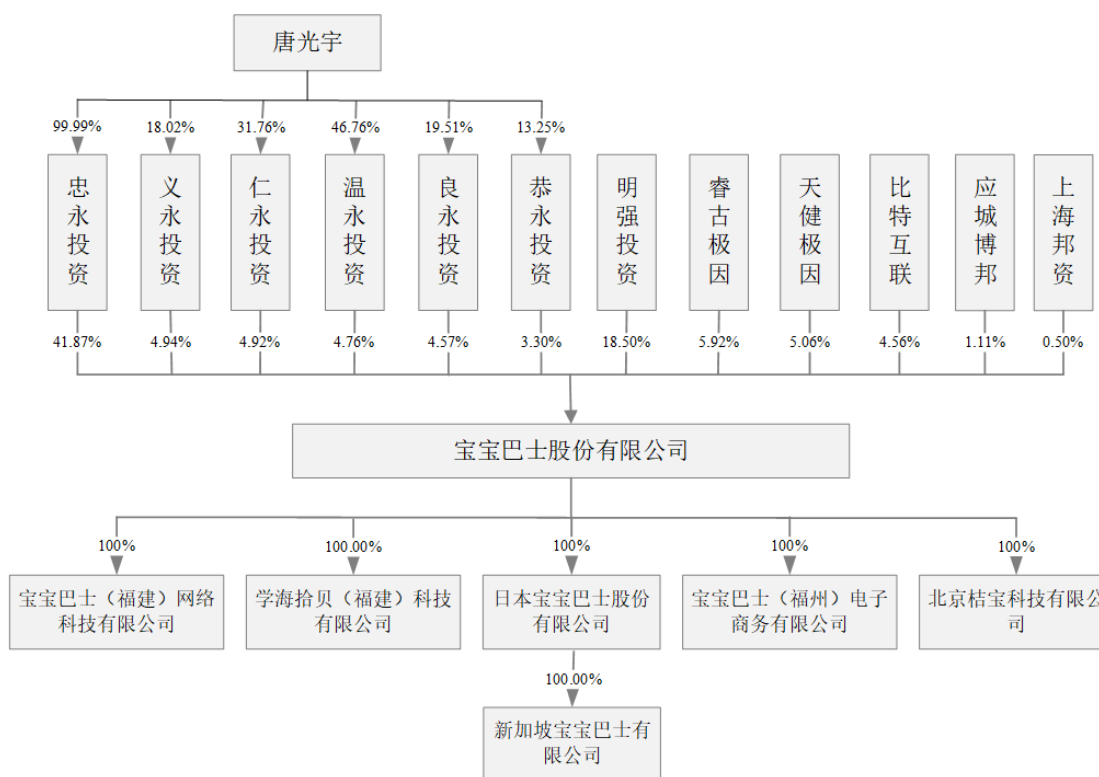 唐光宇
99.99%
18.02%
31.76%
46.76%
19.51%
13.25%
忠永投资
义永投资
仁永投资
温永投资
良永投资
恭永投资
明强投资
睿古极因
天健极因
比特互联
应城博邦
上海邦资
41.87%
4.94%
4.92%
4.76%
4.57%
3.30%
18.50%
5.92%
5.06%
4.56%
1.11%
0.50%
宝宝巴士股份有限公司
100%
100.00%
100%
100%
100%
宝宝巴士（福建）网络
科技有限公司
学海拾贝（福建）科技
有限公司
日本宝宝巴士股份
有限公司
宝宝巴士（福州）电子
商务有限公司
北京桔宝科技有限公
司
100.00%
新加坡宝宝巴士有
限公司